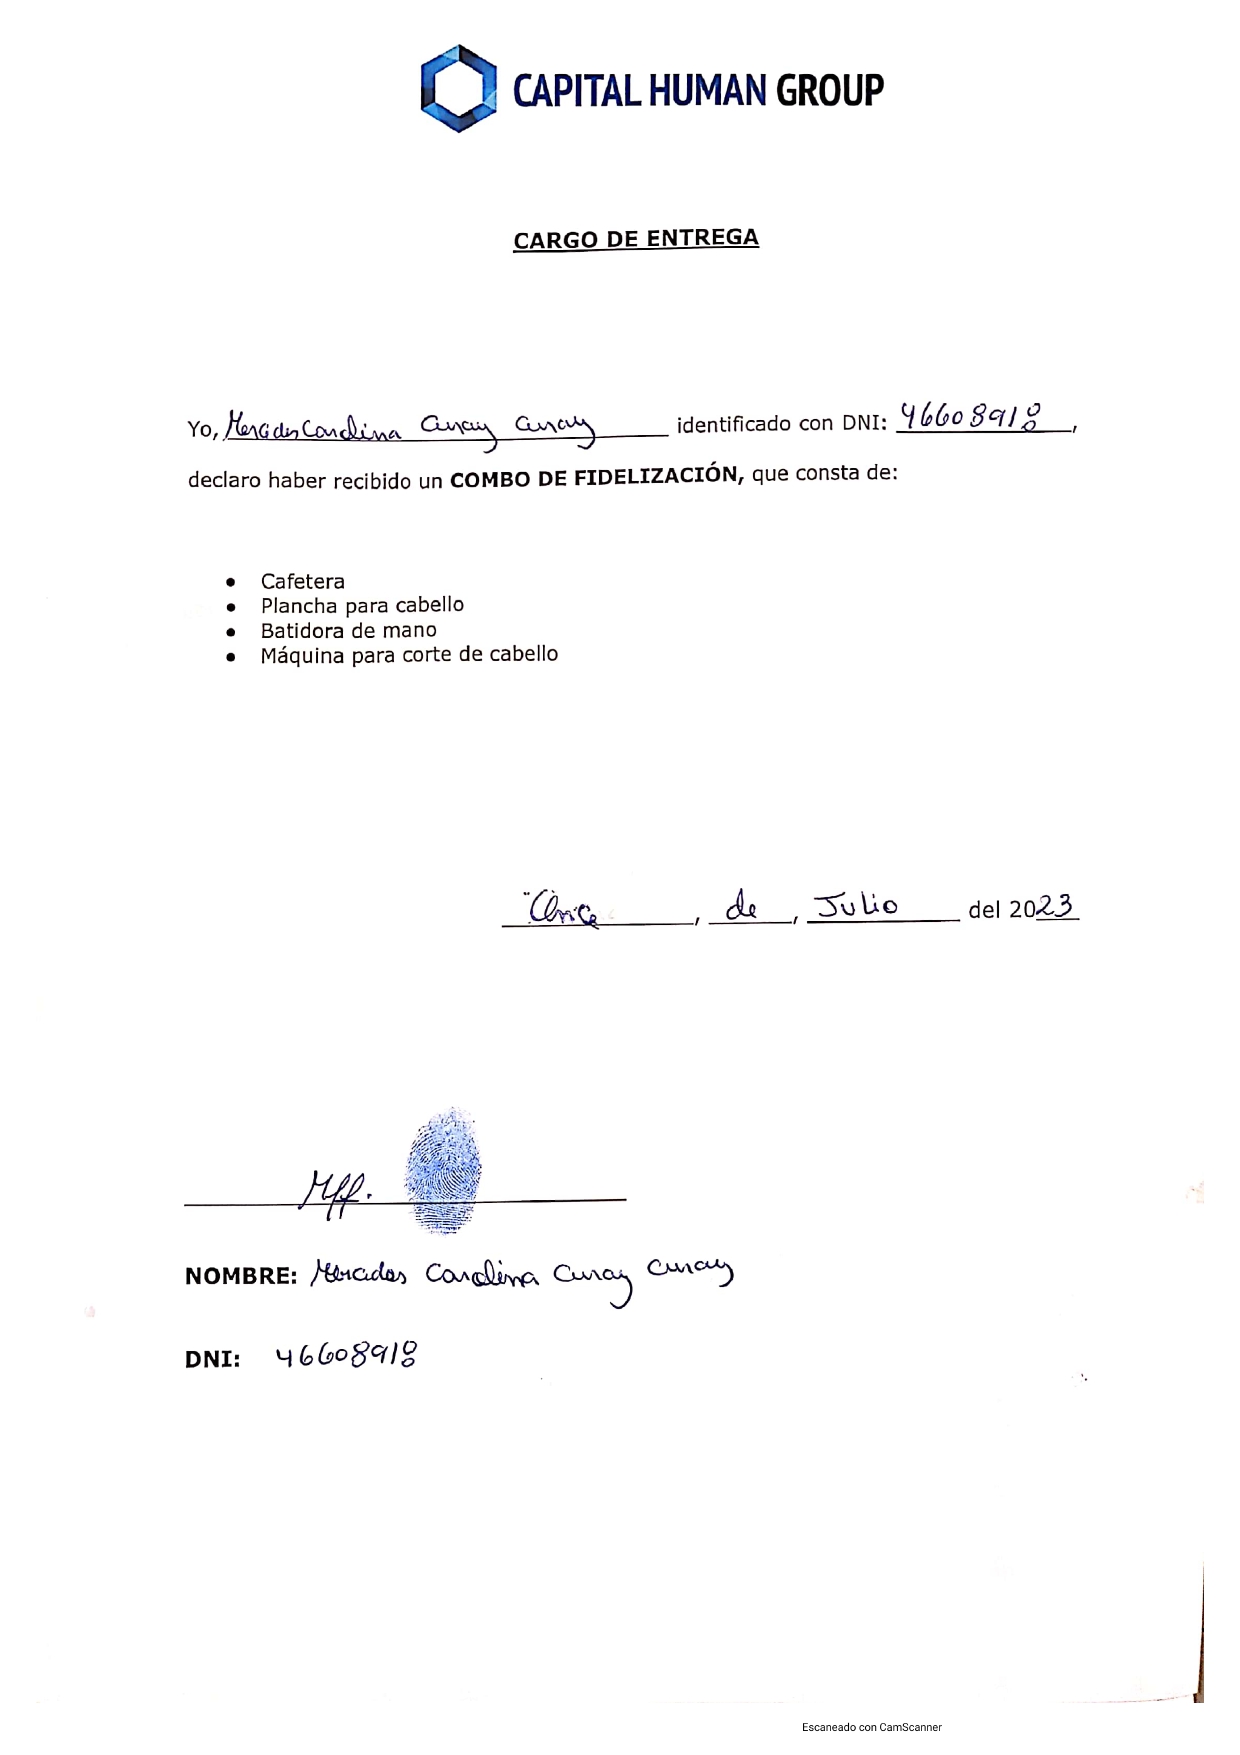 CAPITAL HUMAN GROUP
CARGO DE ENTREGA
Yo, Mercedes Carolina Curay Curay identificado con DNI: 46608918,
declaro haber recibido un COMBO DE FIDELIZACIÓN, que consta de:
• Cafetera
• Plancha para cabello
• Batidora de mano
• Máquina para corte de cabello
Once, de, Julio del 2023
NOMBRE: Mercedes Carolina Curay Curay
DNI: 46608918
Escaneado con CamScanner